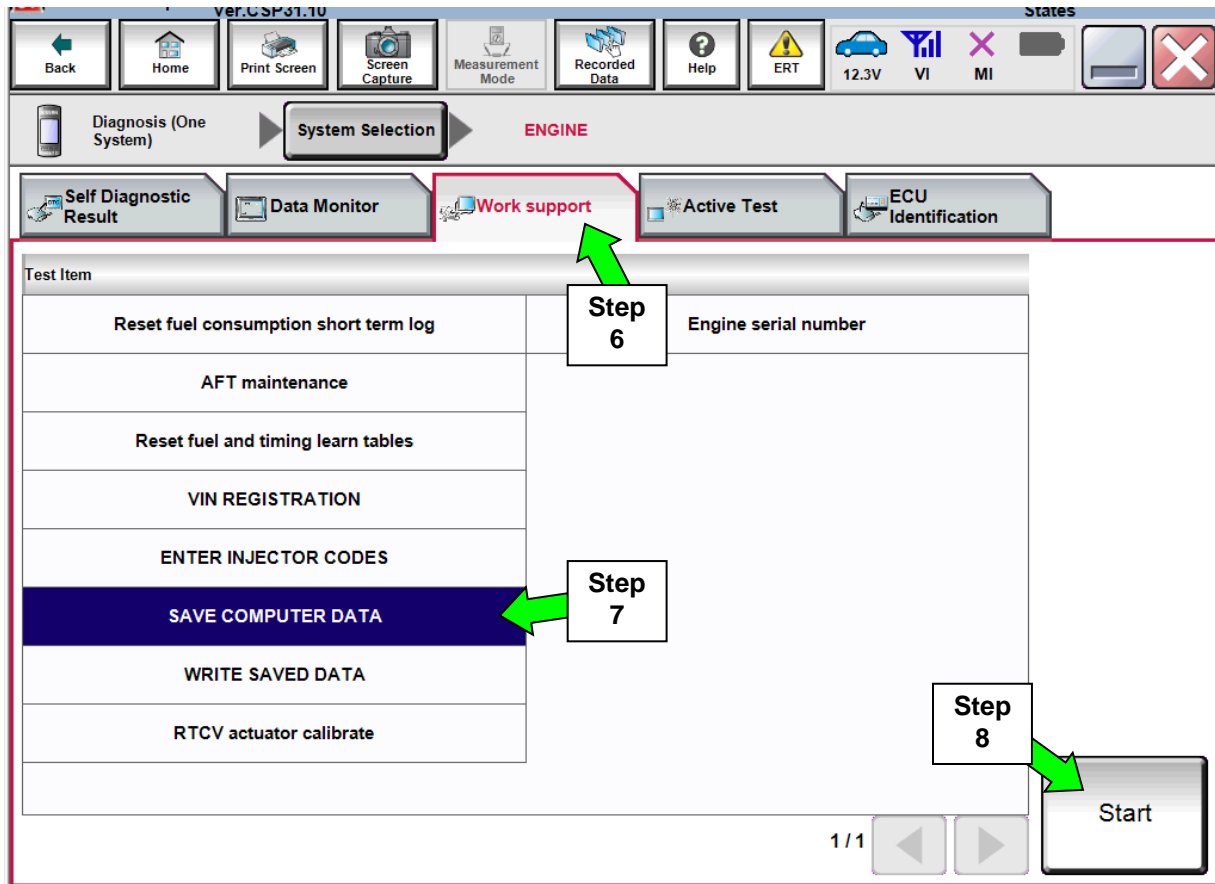 Ver.CSP31.10
States
Back
Home
Print Screen
Screen
Capture
Measurement
Mode
Recorded
Data
Help
ERT
12.3V
VI
MI
Diagnosis (One
System)
System Selection
ENGINE
Self Diagnostic
Result
Data Monitor
Work support
Active Test
ECU
Identification
Test Item
Reset fuel consumption short term log
Step
6
Engine serial number
AFT maintenance
Reset fuel and timing learn tables
VIN REGISTRATION
ENTER INJECTOR CODES
SAVE COMPUTER DATA
Step
7
WRITE SAVED DATA
RTCV actuator calibrate
Step
8
Start
1 / 1